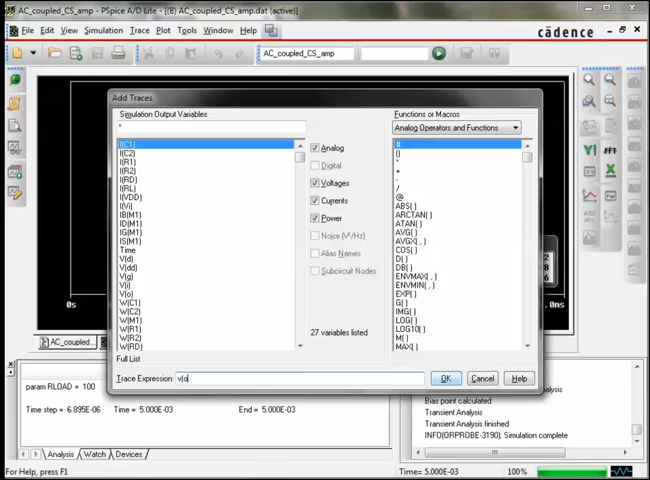 AC_coupled_CS_amp - PSpice A/D Lite - [(B) AC_coupled_CS_amp.dat (active)]
File Edit View Simulation Trace Plot Tools Window Help
cādence
AC_coupled_CS_amp
Add Traces
Simulation Output Variables
Functions or Macros
*
Analog Operators and Functions
I(C1)
I(C2)
I(R1)
I(R2)
I(RD)
I(RL)
I(VDD)
I(Vi)
IB(M1)
ID(M1)
IG(M1)
IS(M1)
Time
V(d)
V(dd)
V(g)
V(i)
V(o)
W(C1)
W(C2)
W(M1)
W(R1)
W(R2)
W(RD)
Analog
Digital
Voltages
Currents
Power
Noise (V²/Hz)
Alias Names
Subcircuit Nodes
27 variables listed
#
()
*
+
-
/
@
ABS( )
ARCTAN( )
ATAN( )
AVG( )
AVGX( , )
COS( )
D( )
DB( )
ENVMAX( , )
ENVMIN( , )
EXP( )
G( )
IMG( )
LOG( )
LOG10( )
M( )
MAX( )
Full List
Trace Expression: v(o
OK
Cancel
Help
FFT
0s
.0ms
2
8
6
AC_coupled...
param RLOAD = 100
Time step = 6.895E-06 Time = 5.000E-03 End = 5.000E-03
Analysis Watch Devices
Bias point calculated
Transient Analysis
Transient Analysis finished
INFO(ORPROBE-3190): Simulation complete
For Help, press F1
Time= 5.000E-03 100%